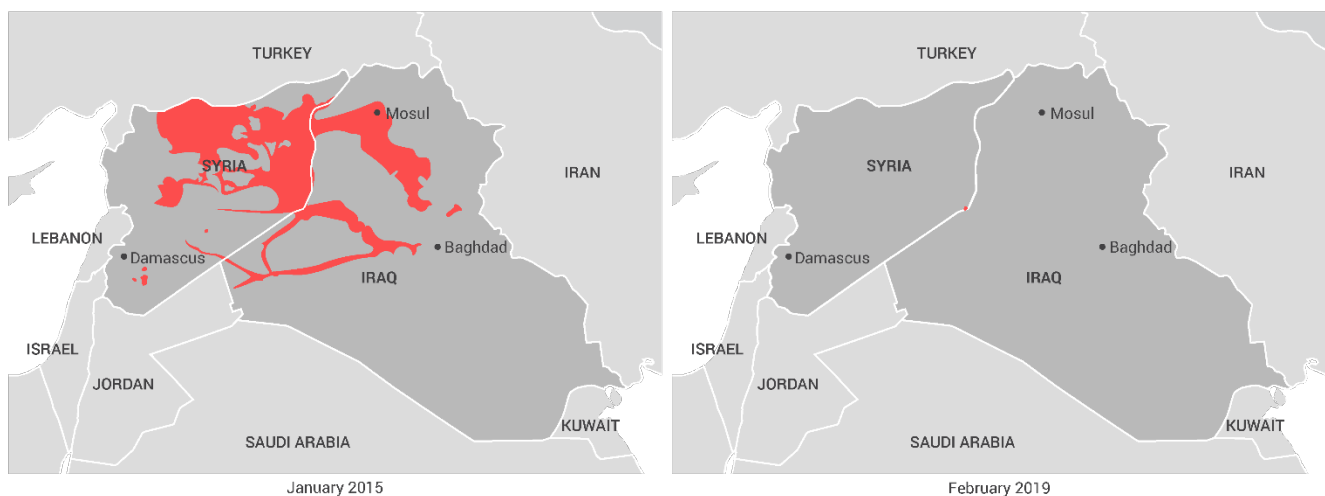 TURKEY
Mosul
SYRIA
IRAN
LEBANON
Baghdad
Damascus
IRAQ
ISRAEL
JORDAN
KUWAIT
SAUDI ARABIA
January 2015
TURKEY
Mosul
SYRIA
IRAN
LEBANON
Baghdad
Damascus
IRAQ
ISRAEL
JORDAN
KUWAIT
SAUDI ARABIA
February 2019